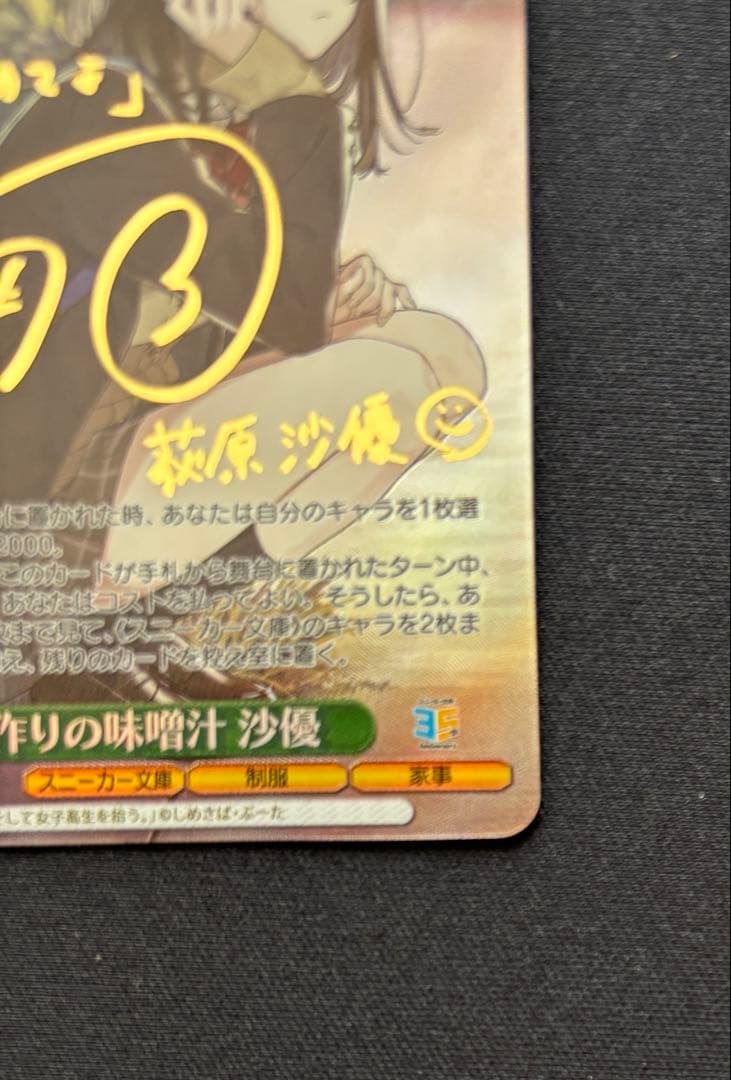 てよ」
③
荻原 沙優
に置かれた時、あなたは自分のキャラを1枚選
2000。
このカードが手札から舞台に置かれたターン中、
あなたはコストを払ってよい。そうしたら、あ
まで見て、《スニーカー文庫》のキャラを2枚ま
え、残りのカードを控え室に置く。
作りの味噌汁 沙優
35
スニーカー文庫 制服 家事
して女子高生を拾う。」©しめさば・ぶーた